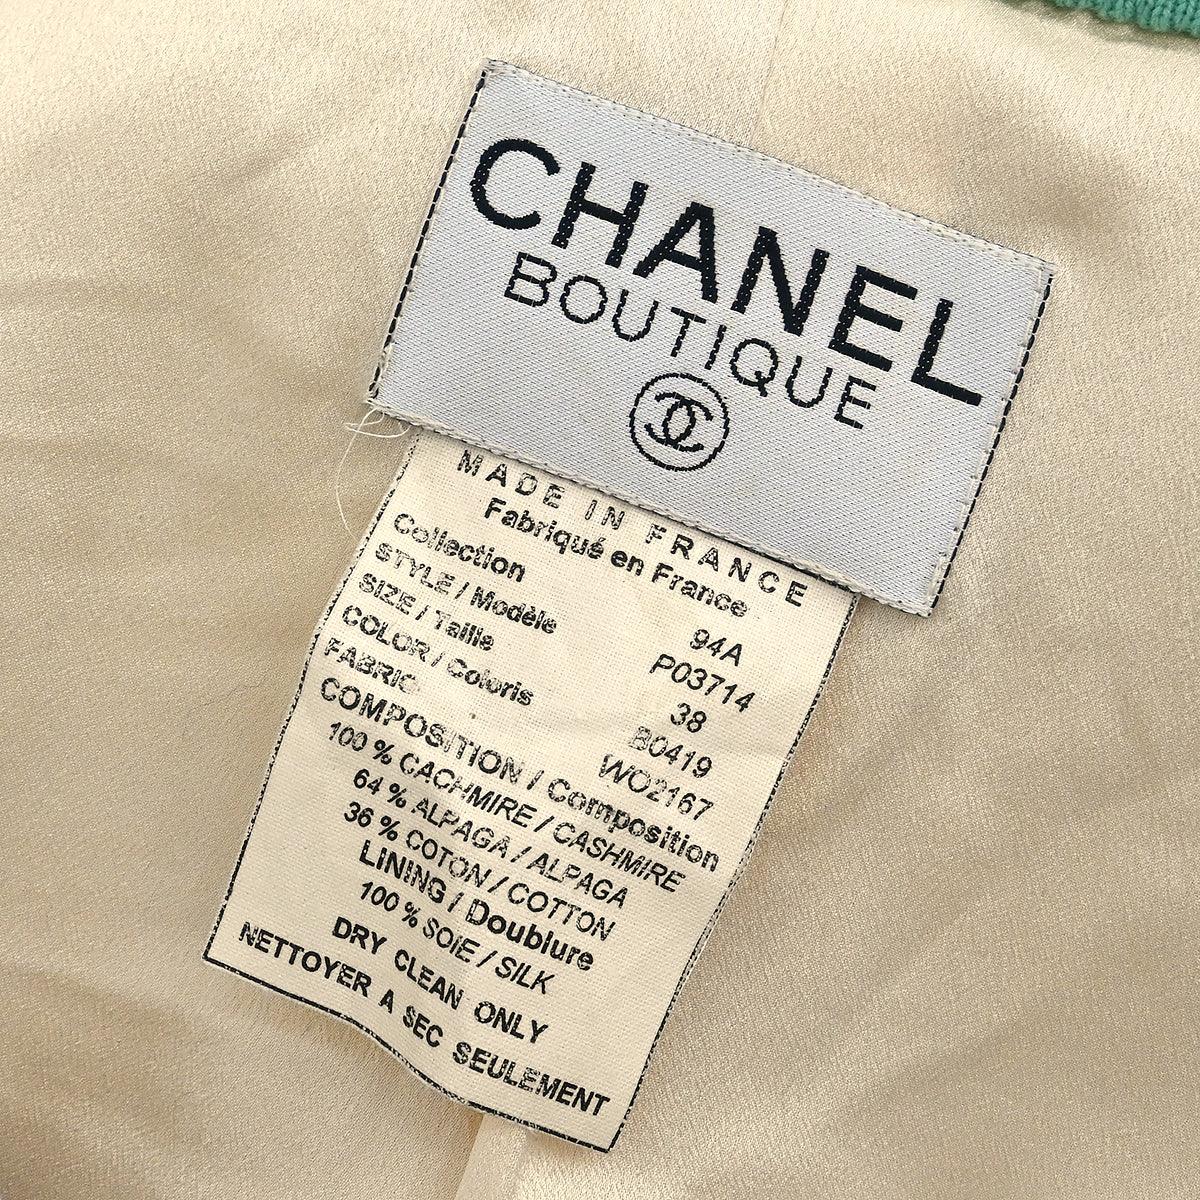 CHANEL
BOUTIQUE
MADE IN FRANCE
Fabriqué en France
Collection 94A
STYLE / Modèle P03714
SIZE / Taille 38
COLOR / Coloris B0419
FABRIC WO2167
COMPOSITION / Composition
100 % CACHMIRE / CASHMIRE
64 % ALPAGA / ALPAGA
36 % COTON / COTTON
LINING / Doublure
100 % SOIE / SILK
DRY CLEAN ONLY
NETTOYER A SEC SEULEMENT